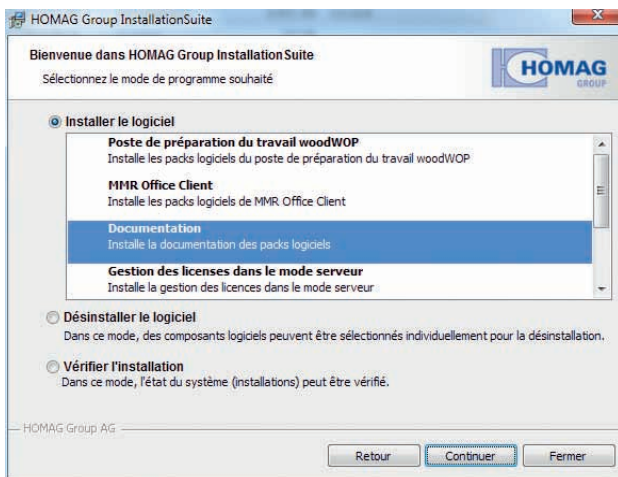 HOMAG Group InstallationSuite
Bienvenue dans HOMAG Group InstallationSuite
Sélectionnez le mode de programme souhaité
HOMAG
GROUP
Installer le logiciel
Poste de préparation du travail woodWOP
Installe les packs logiciels du poste de préparation du travail woodWOP
MMR Office Client
Installe les packs logiciels de MMR Office Client
Documentation
Installe la documentation des packs logiciels
Gestion des licenses dans le mode serveur
Installe la gestion des licences dans le mode serveur
Désinstaller le logiciel
Dans ce mode, des composants logiciels peuvent être sélectionnés individuellement pour la désinstallation.
Vérifier l'installation
Dans ce mode, l'état du système (installations) peut être vérifié.
HOMAG Group AG
Retour Continuer Fermer